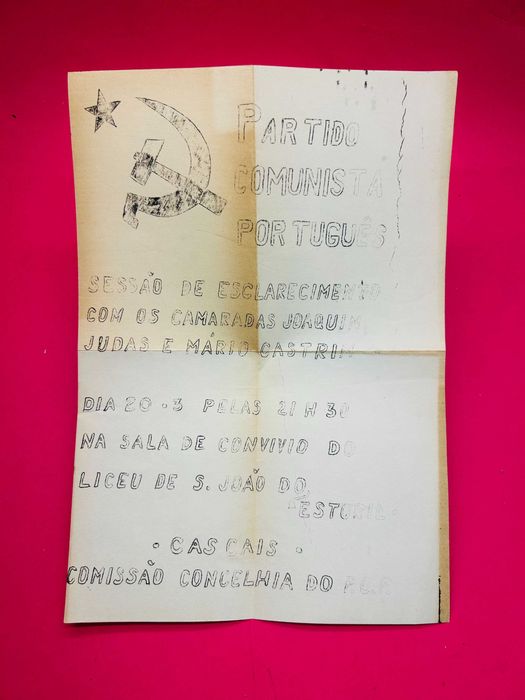 PARTIDO
COMUNISTA
PORTUGUÊS
SESSÃO DE ESCLARECIMENTO
COM OS CAMARADAS JOAQUIM
JUDAS E MÁRIO CASTRIM
DIA 20.3 PELAS 21 H 30
NA SALA DE CONVIVIO DO
LICEU DE S. JOÃO DO
ESTORIL.
. CASCAIS .
COMISSÃO CONCELHIA DO P.C.P.